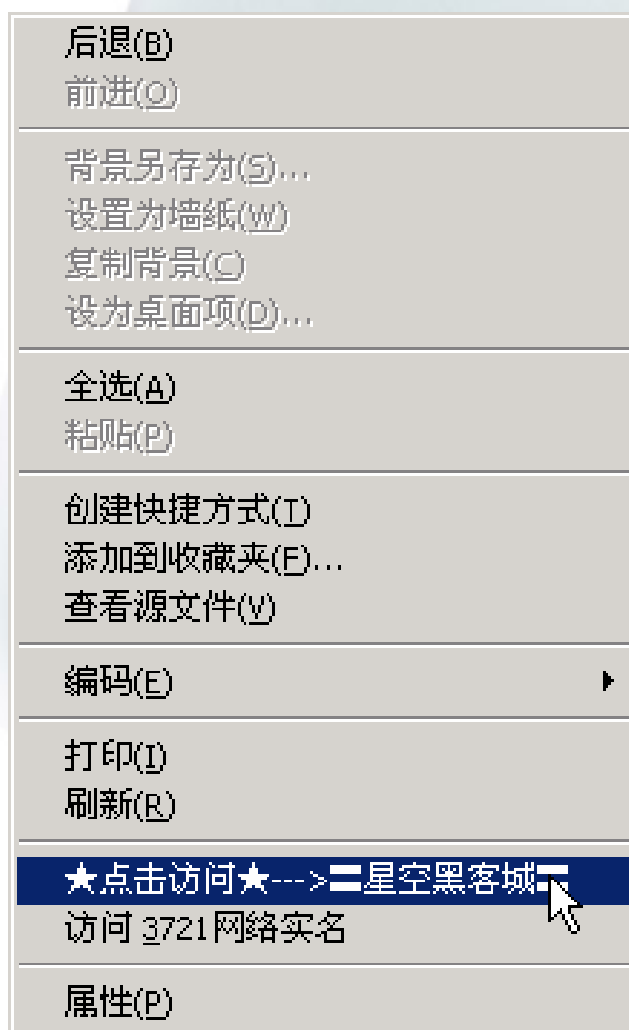 后退(B)
前进(O)
背景另存为(S)...
设置为墙纸(W)
复制背景(C)
设为桌面项(D)...
全选(A)
粘贴(P)
创建快捷方式(T)
添加到收藏夹(F)...
查看源文件(V)
编码(E)
打印(I)
刷新(R)
★点击访问★--->〓星空黑客城〓
访问 3721网络实名
属性(P)